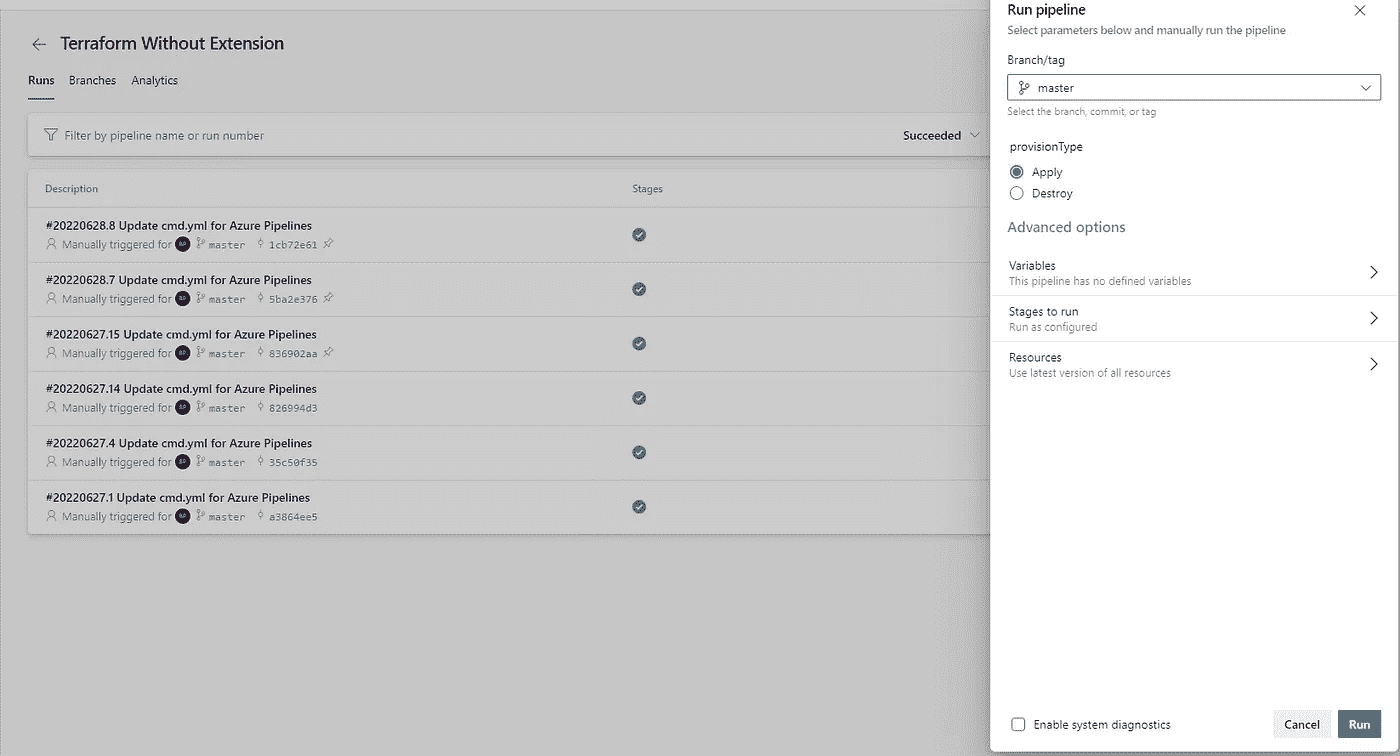 Terraform Without Extension
Runs Branches Analytics
Filter by pipeline name or run number
Succeeded
Description Stages
#20220628.8 Update cmd.yml for Azure Pipelines
Manually triggered for master 1cb72e61
#20220628.7 Update cmd.yml for Azure Pipelines
Manually triggered for master 5ba2e376
#20220627.15 Update cmd.yml for Azure Pipelines
Manually triggered for master 836902aa
#20220627.14 Update cmd.yml for Azure Pipelines
Manually triggered for master 826994d3
#20220627.4 Update cmd.yml for Azure Pipelines
Manually triggered for master 35c50f35
#20220627.1 Update cmd.yml for Azure Pipelines
Manually triggered for master a3864ee5
Run pipeline
Select parameters below and manually run the pipeline
Branch/tag
master
Select the branch, commit, or tag
provisionType
Apply
Destroy
Advanced options
Variables
This pipeline has no defined variables
Stages to run
Run as configured
Resources
Use latest version of all resources
Enable system diagnostics
Cancel Run